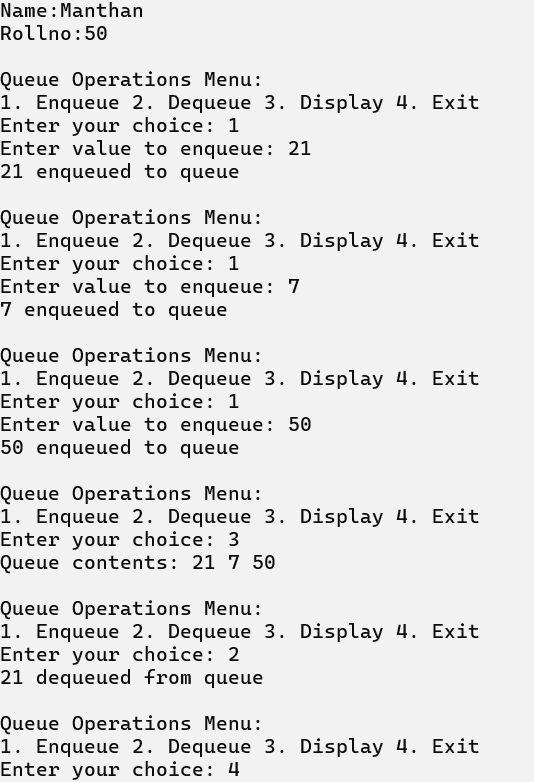 Name:Manthan
Rollno:50

Queue Operations Menu:
1. Enqueue 2. Dequeue 3. Display 4. Exit
Enter your choice: 1
Enter value to enqueue: 21
21 enqueued to queue

Queue Operations Menu:
1. Enqueue 2. Dequeue 3. Display 4. Exit
Enter your choice: 1
Enter value to enqueue: 7
7 enqueued to queue

Queue Operations Menu:
1. Enqueue 2. Dequeue 3. Display 4. Exit
Enter your choice: 1
Enter value to enqueue: 50
50 enqueued to queue

Queue Operations Menu:
1. Enqueue 2. Dequeue 3. Display 4. Exit
Enter your choice: 3
Queue contents: 21 7 50

Queue Operations Menu:
1. Enqueue 2. Dequeue 3. Display 4. Exit
Enter your choice: 2
21 dequeued from queue

Queue Operations Menu:
1. Enqueue 2. Dequeue 3. Display 4. Exit
Enter your choice: 4